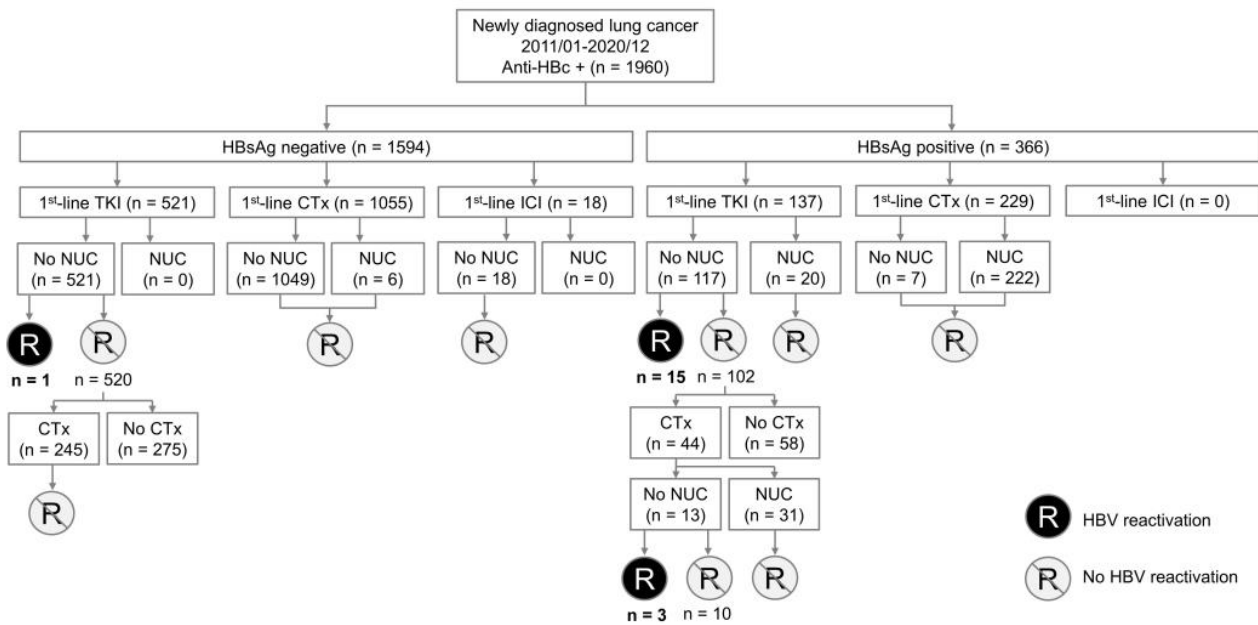 Newly diagnosed lung cancer
2011/01-2020/12
Anti-HBc + (n = 1960)
HBsAg negative (n = 1594)
HBsAg positive (n = 366)
1st-line TKI (n = 521)
1st-line CTx (n = 1055)
1st-line ICI (n = 18)
1st-line TKI (n = 137)
1st-line CTx (n = 229)
1st-line ICI (n = 0)
No NUC
(n = 521)
NUC
(n = 0)
No NUC
(n = 1049)
NUC
(n = 6)
No NUC
(n = 18)
NUC
(n = 0)
No NUC
(n = 117)
NUC
(n = 20)
No NUC
(n = 7)
NUC
(n = 222)
R
R
R
R
R
R
R
R
n = 1
n = 520
n = 15
n = 102
CTx
(n = 245)
No CTx
(n = 275)
CTx
(n = 44)
No CTx
(n = 58)
R
No NUC
(n = 13)
NUC
(n = 31)
R
R
R
n = 3
n = 10
R
HBV reactivation
R
No HBV reactivation